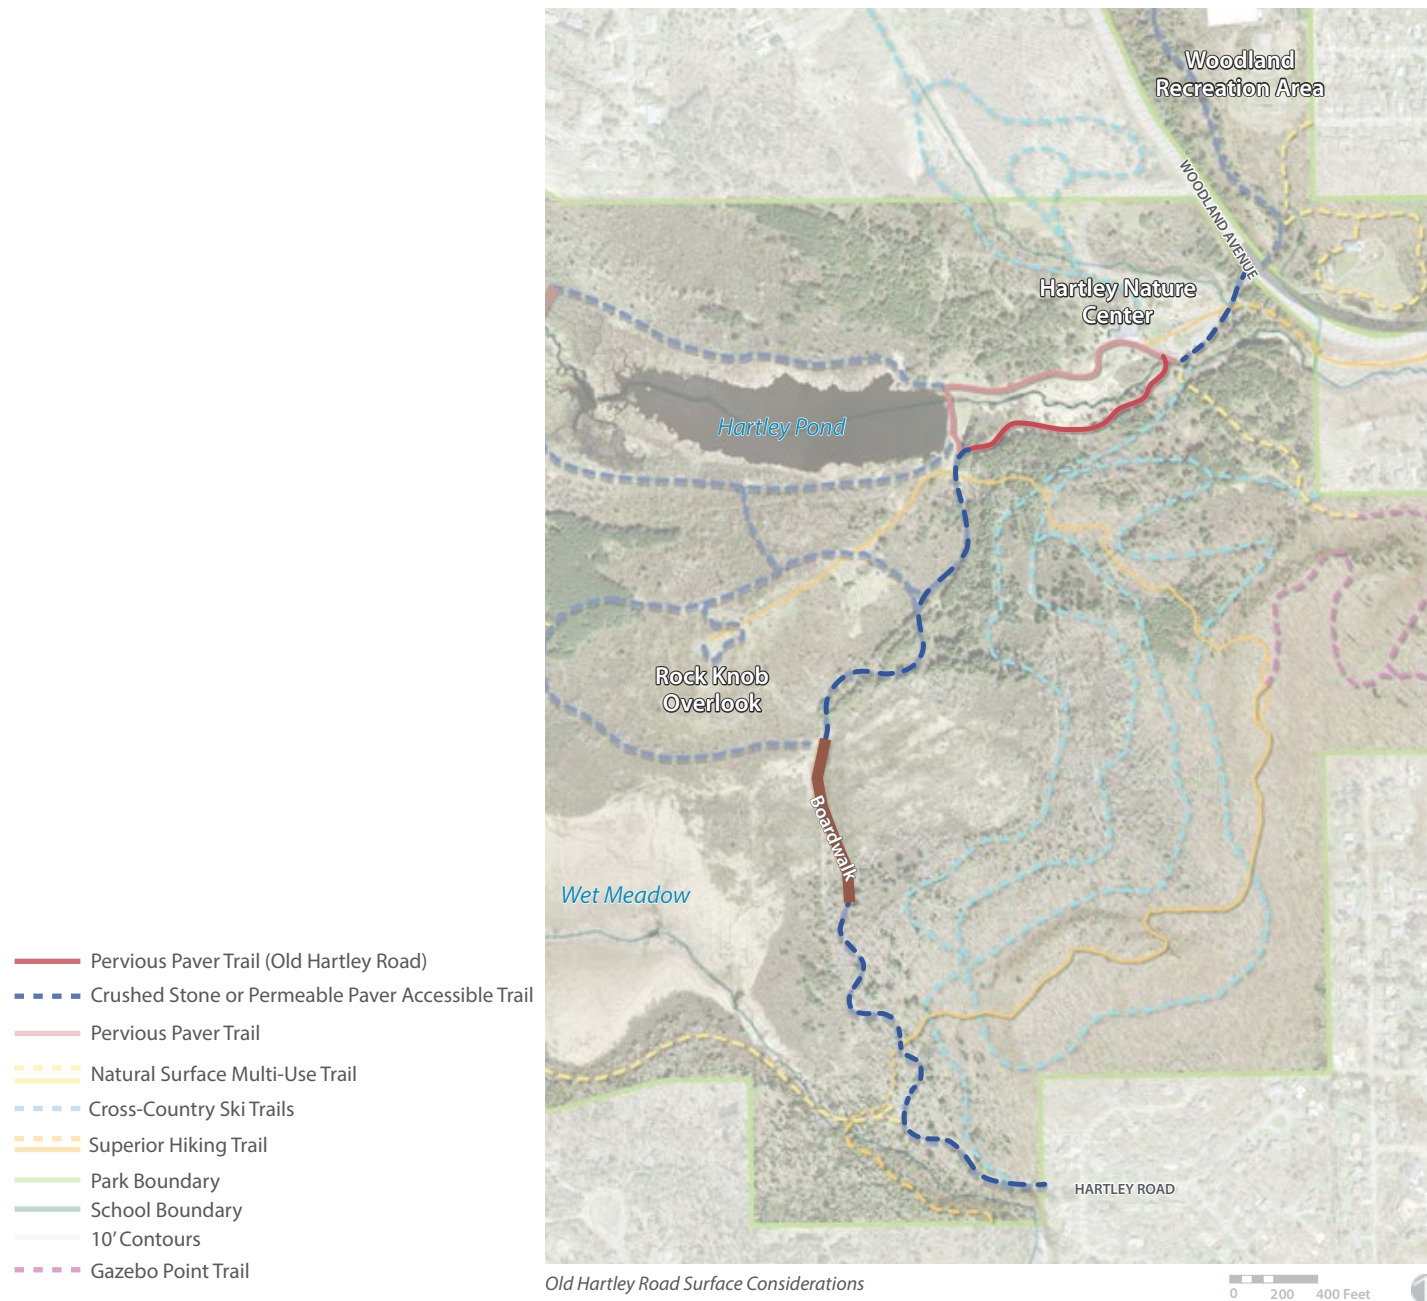 Woodland
Recreation Area
WOODLAND AVENUE
Hartley Nature
Center
Hartley Pond
Rock Knob
Overlook
Boardwalk
Wet Meadow
Pervious Paver Trail (Old Hartley Road)
Crushed Stone or Permeable Paver Accessible Trail
Pervious Paver Trail
Natural Surface Multi-Use Trail
Cross-Country Ski Trails
Superior Hiking Trail
Park Boundary
School Boundary
10' Contours
Gazebo Point Trail
HARTLEY ROAD
Old Hartley Road Surface Considerations
0 200 400 Feet